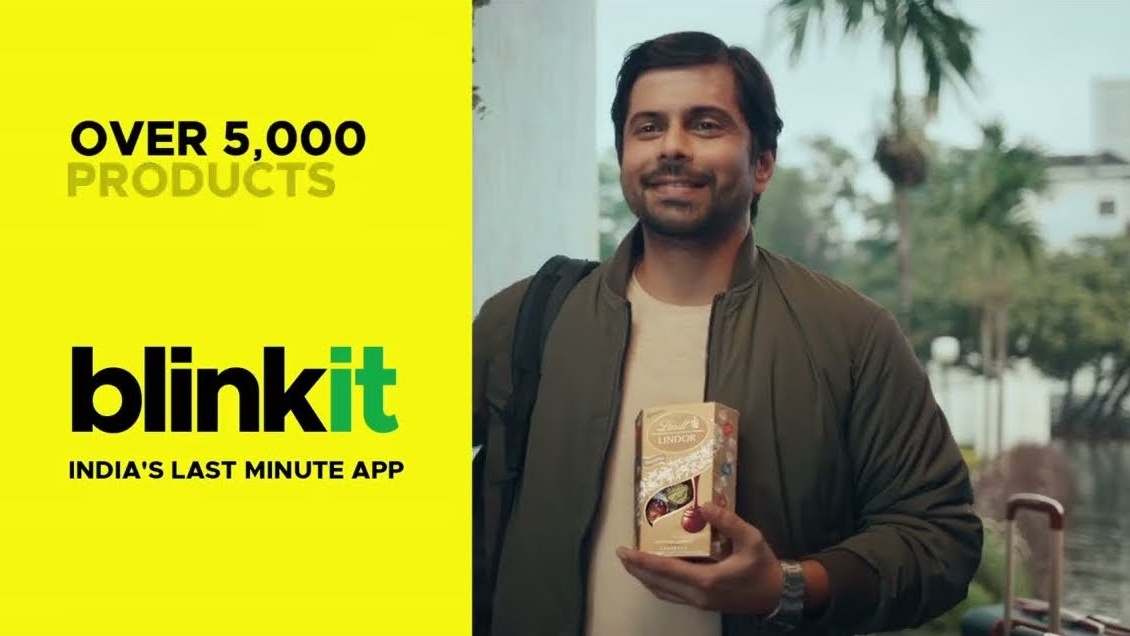 OVER 5,000
PRODUCTS
blinkit
INDIA'S LAST MINUTE APP
Lindt
LINDOR